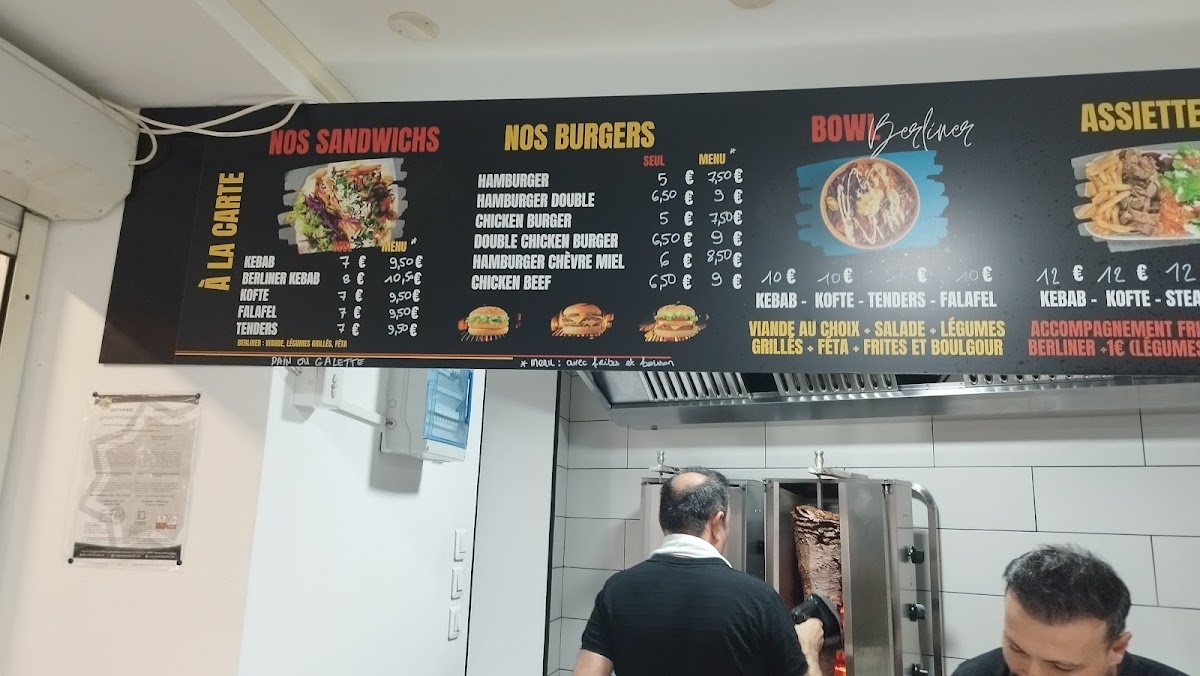 À LA CARTE
NOS SANDWICHS
SEUL MENU *
KEBAB 7 € 9,50 €
BERLINER KEBAB 8 € 10,50 €
KOFTE 7 € 9,50 €
FALAFEL 7 € 9,50 €
TENDERS 7 € 9,50 €
BERLINER : VIANDE, LÉGUMES GRILLÉS, FÉTA
PAIN OU GALETTE
NOS BURGERS
SEUL MENU *
HAMBURGER 5 € 7,50 €
HAMBURGER DOUBLE 6,50 € 9 €
CHICKEN BURGER 5 € 7,50 €
DOUBLE CHICKEN BURGER 6,50 € 9 €
HAMBURGER CHÈVRE MIEL 6 € 8,50 €
CHICKEN BEEF 6,50 € 9 €
* MENU : avec frites et boisson
BOWL Berliner
10 € 10 € € 10 €
KEBAB - KOFTE - TENDERS - FALAFEL
VIANDE AU CHOIX + SALADE + LÉGUMES
GRILLÉS + FÉTA + FRITES ET BOULGOUR
ASSIETTE
12 € 12 € 12
KEBAB - KOFTE - STEA
ACCOMPAGNEMENT FR
BERLINER +1€ (LÉGUMES